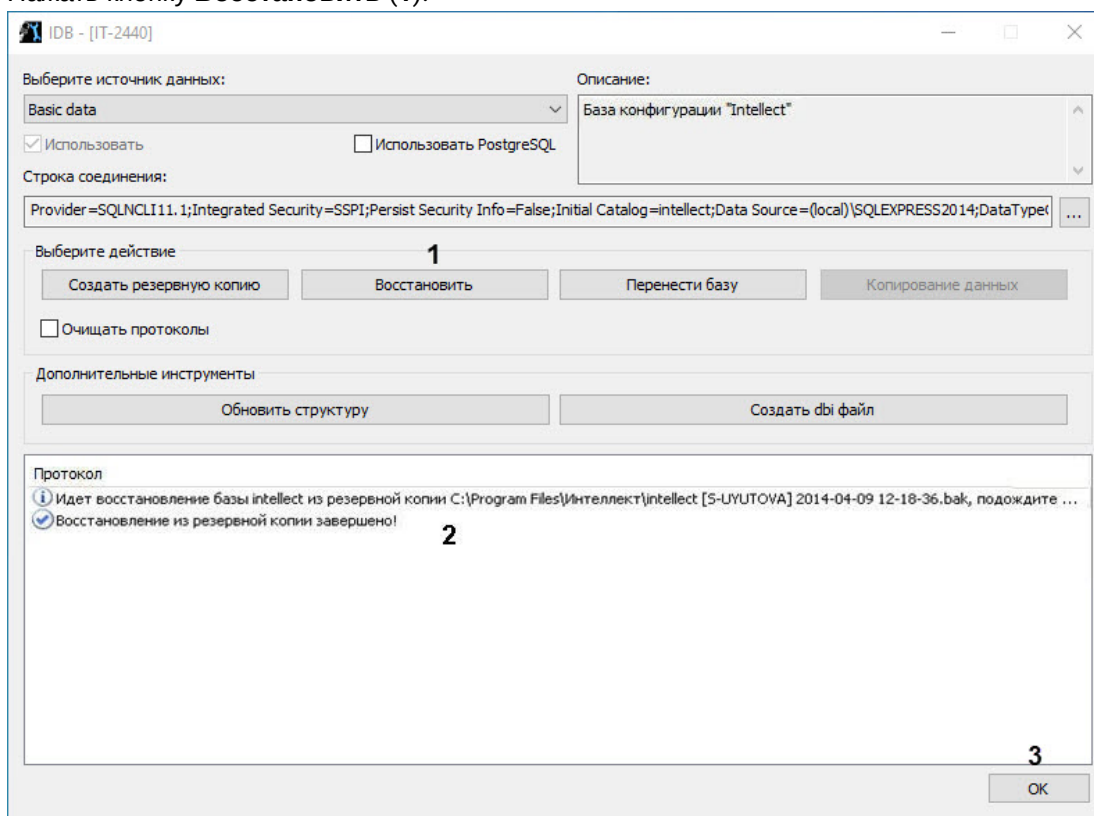 Нажать кнопку Восстановить (1).
IDB - [IT-2440]
Выберите источник данных:
Описание:
Basic data
База конфигурации "Intellect"
Использовать
Использовать PostgreSQL
Строка соединения:
Provider=SQLNCLI11.1;Integrated Security=SSPI;Persist Security Info=False;Initial Catalog=intellect;Data Source=(local)\SQLEXPRESS2014;DataType
...
Выберите действие
1
Создать резервную копию
Восстановить
Перенести базу
Копирование данных
Очищать протоколы
Дополнительные инструменты
Обновить структуру
Создать dbi файл
Протокол
Идет восстановление базы intellect из резервной копии C:\Program Files\Интеллект\intellect [S-UYUTOVA] 2014-04-09 12-18-36.bak, подождите ...
Восстановление из резервной копии завершено!
2
3
OK